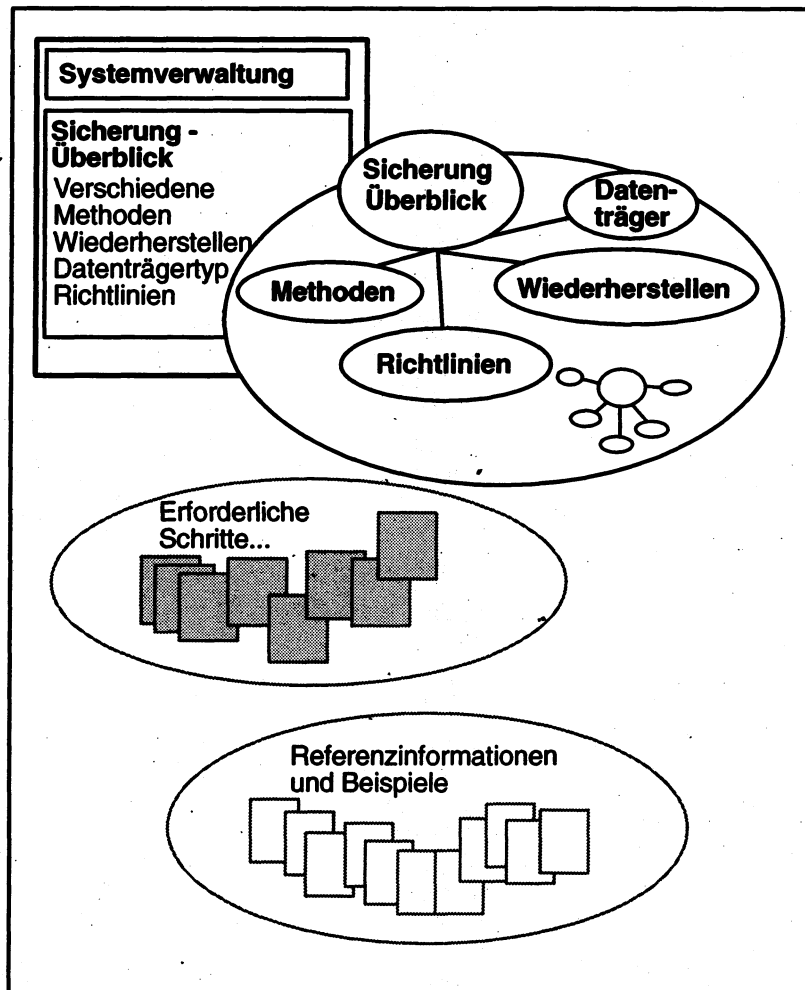 Systemverwaltung
Sicherung -
Überblick
Verschiedene
Methoden
Wiederherstellen
Datenträgertyp
Richtlinien
Sicherung
Überblick
Daten-
träger
Methoden
Wiederherstellen
Richtlinien
Erforderliche
Schritte...
Referenzinformationen
und Beispiele